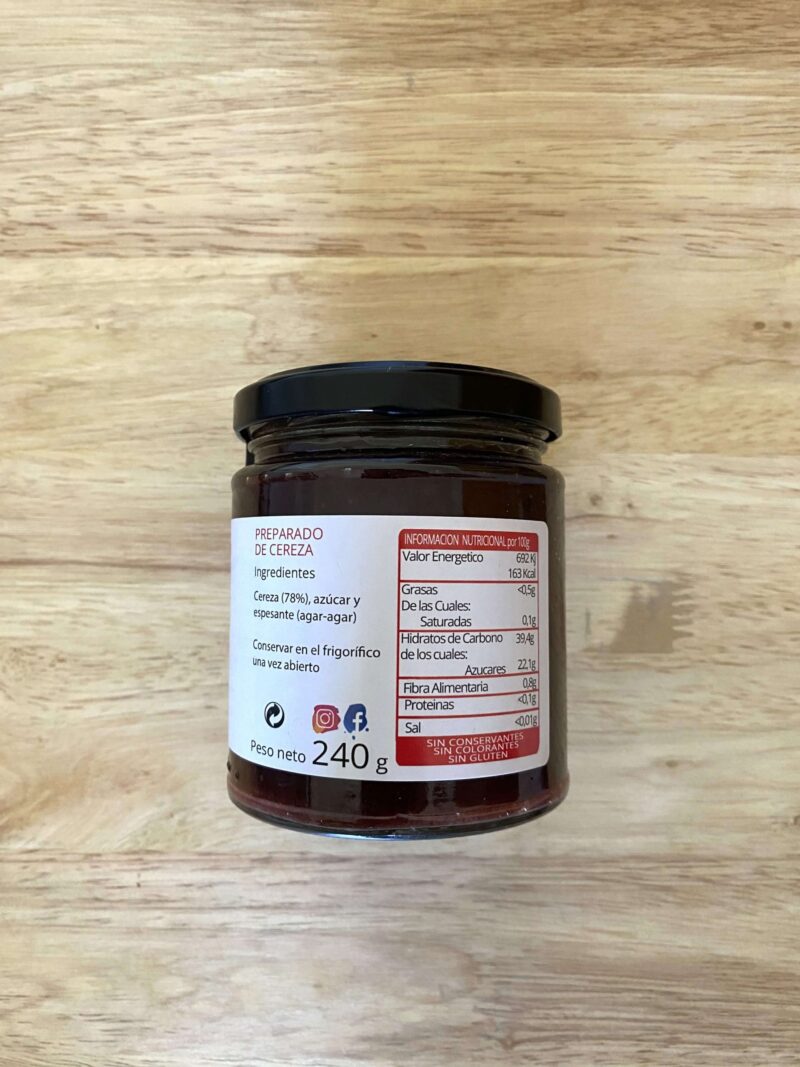 PREPARADO
DE CEREZA
Ingredientes
Cereza (78%), azúcar y
espesante (agar-agar)
Conservar en el frigorífico
una vez abierto
Peso neto 240 g
INFORMACION NUTRICIONAL por 100g
Valor Energetico 692 Kj
163 Kcal
Grasas <0,5g
De las Cuales:
Saturadas 0,1g
Hidratos de Carbono 39,4g
de los cuales:
Azucares 22,1g
Fibra Alimentaria 0,8g
Proteinas <0,1g
Sal <0,01g
SIN CONSERVANTES
SIN COLORANTES
SIN GLUTEN